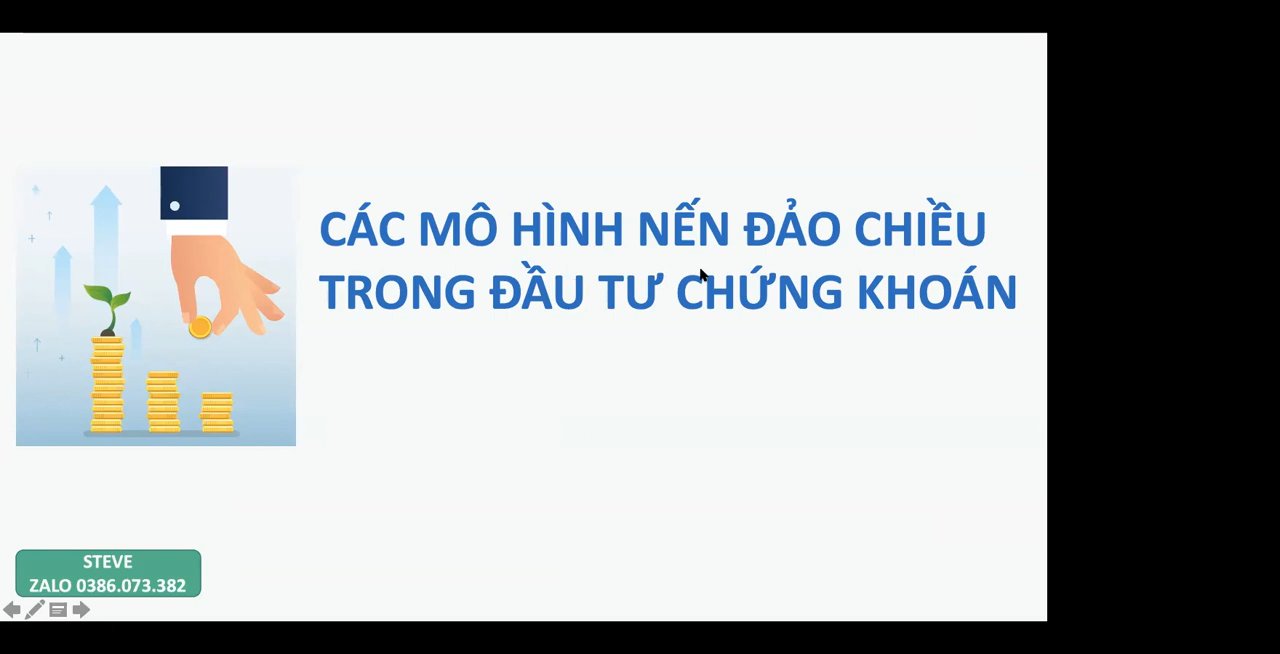 CÁC MÔ HÌNH NẾN ĐẢO CHIỀU
TRONG ĐẦU TƯ CHỨNG KHOÁN
STEVE
ZALO 0386.073.382